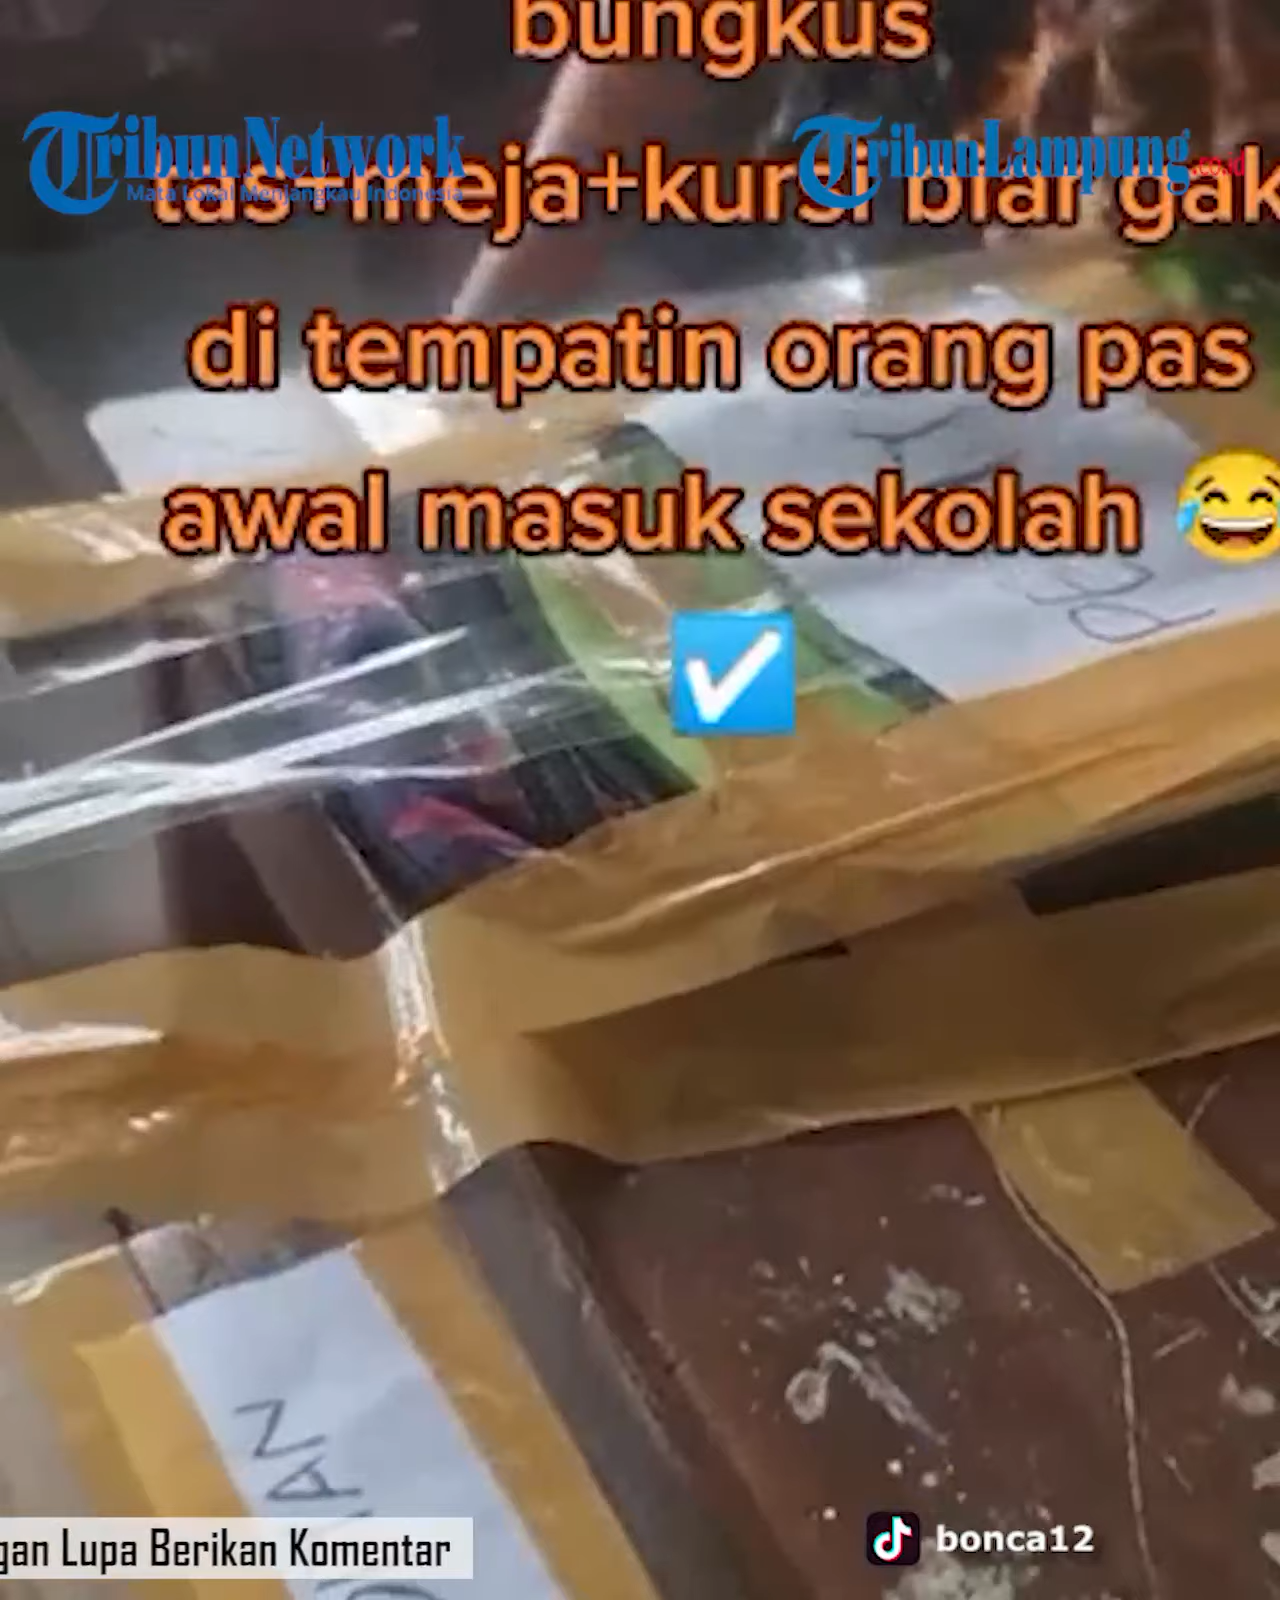 bungkus
TribunNetwork
Mata Lokal Menjangkau Indonesia
TribunLampung.co.id
tas+meja+kursi biar gak
di tempatin orang pas
awal masuk sekolah 😂
☑️
gan Lupa Berikan Komentar
bonca12